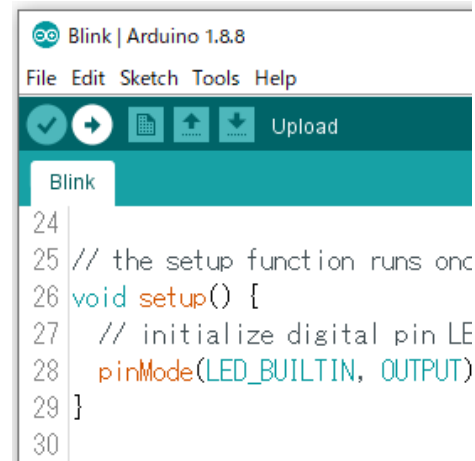 Blink | Arduino 1.8.8
File Edit Sketch Tools Help
Upload
Blink
24
25 // the setup function runs onc
26 void setup() {
27   // initialize digital pin LE
28   pinMode(LED_BUILTIN, OUTPUT)
29 }
30